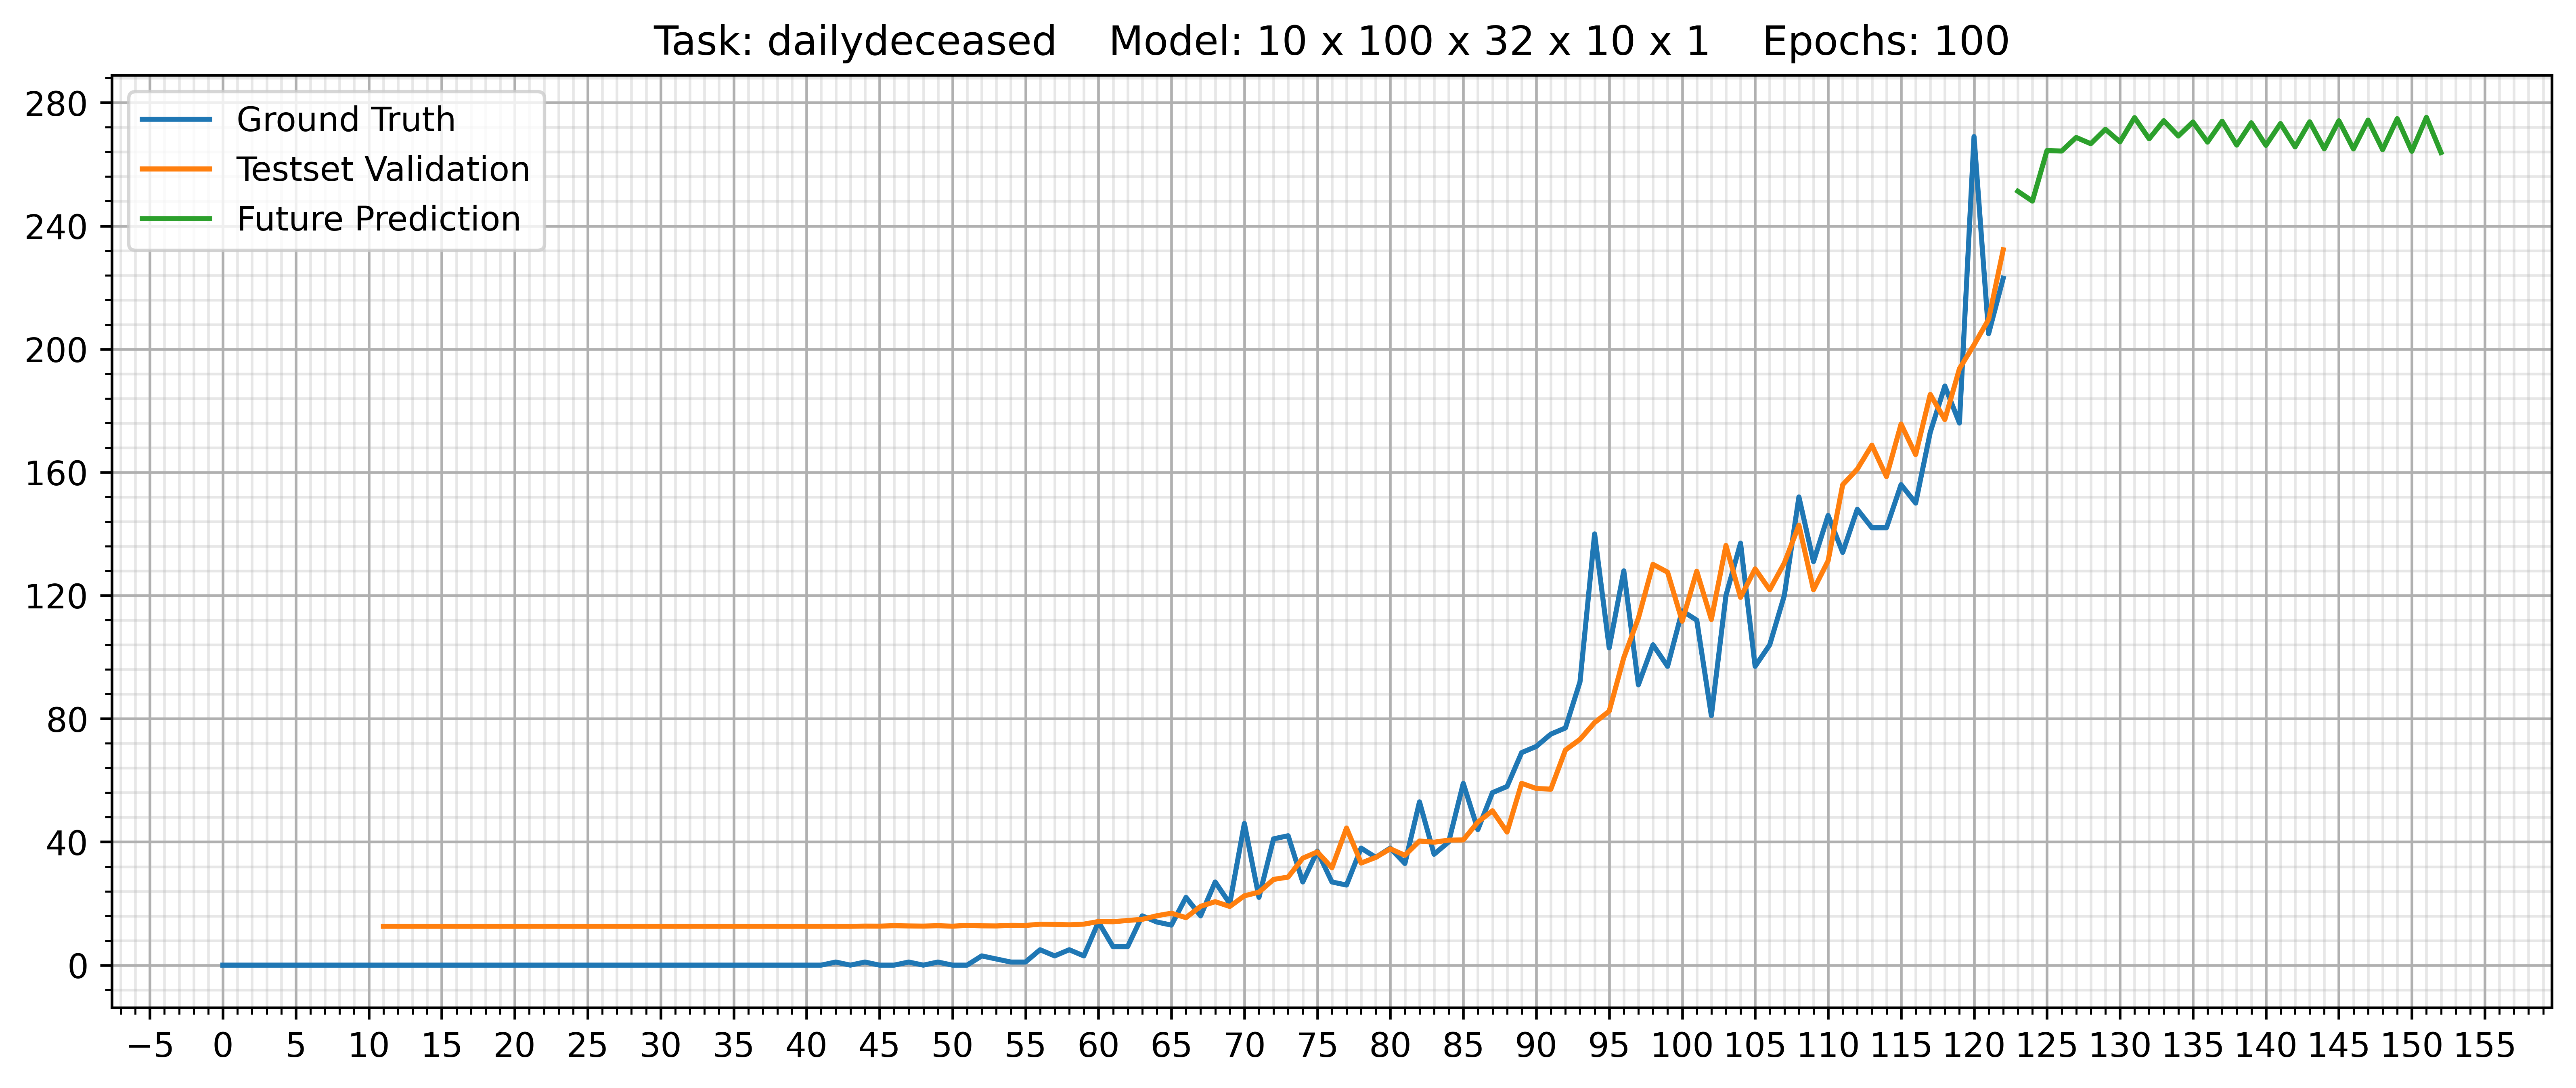 Task: dailydeceased    Model: 10 x 100 x 32 x 10 x 1    Epochs: 100
280
240
200
160
120
80
40
0
Ground Truth
Testset Validation
Future Prediction
−5 0 5 10 15 20 25 30 35 40 45 50 55 60 65 70 75 80 85 90 95 100 105 110 115 120 125 130 135 140 145 150 155